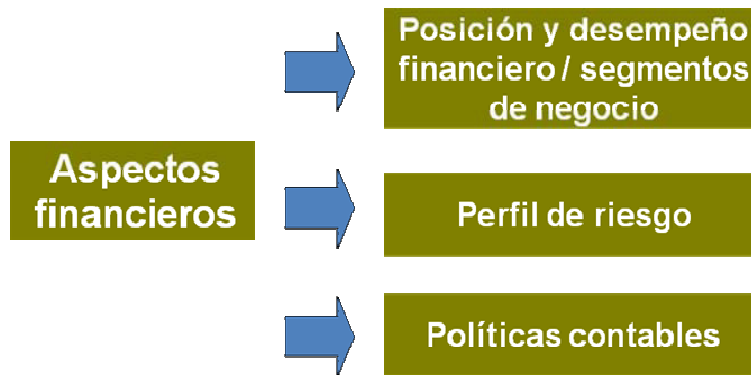 Aspectos
financieros
Posición y desempeño
financiero / segmentos
de negocio
Perfil de riesgo
Políticas contables